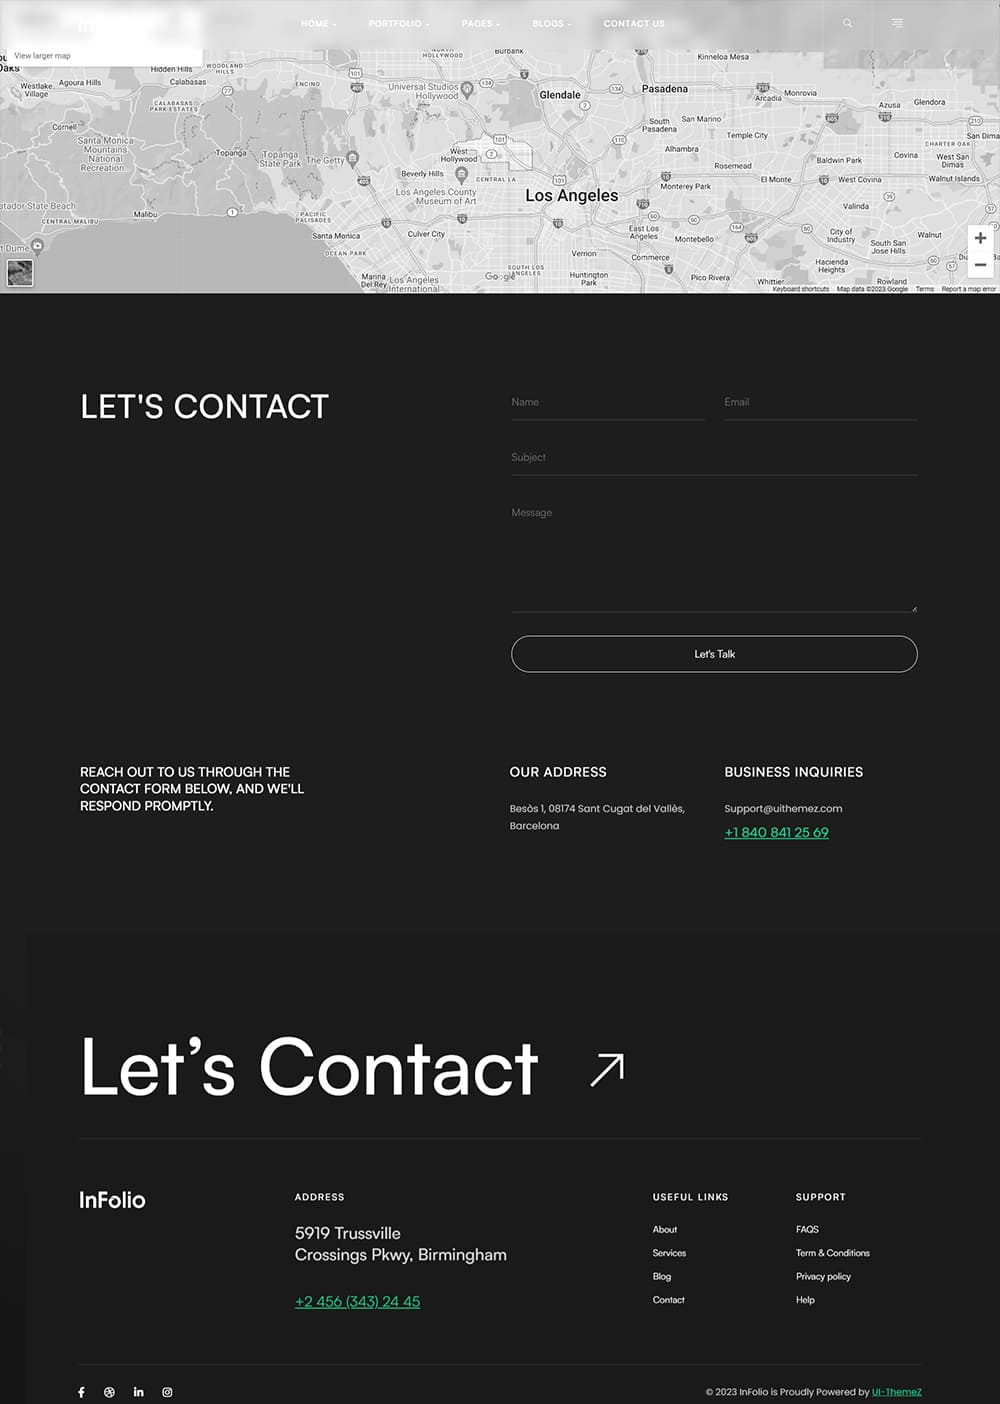 InFolio
HOME
PORTFOLIO
PAGES
BLOGS
CONTACT US
View larger map
Oaks
Westlake Village
Agoura Hills
Hidden Hills
Calabasas
WOODLAND HILLS
CALABASAS PARK ESTATES
ENCINO
NORTH HOLLYWOOD
Burbank
Universal Studios Hollywood
Glendale
Pasadena
Kinneloa Mesa
Arcadia
Monrovia
Azusa
Glendora
Cornell
Santa Monica Mountains National Recreation...
Topanga
Topanga State Park
The Getty
West Hollywood
Beverly Hills
CENTRAL LA
Los Angeles County Museum of Art
Los Angeles
South Pasadena
San Marino
Alhambra
Temple City
Rosemead
El Monte
Monterey Park
Baldwin Park
West Covina
Covina
CHARTER OAK
San Dima
West San Dimas
Walnut Islands
Valinda
atador State Beach
CENTRAL MALIBU
Malibu
PACIFIC PALISADES
Santa Monica
OCEAN PARK
Culver City
East Los Angeles
Montebello
City of Industry
South San Jose Hills
Walnut
t Dume
Marina Del Rey
Los Angeles International
Google
SOUTH LOS ANGELES
Vernon
Huntington Park
Commerce
Pico Rivera
Whittier
Hacienda Heights
Rowland
Keyboard shortcuts
Map data ©2023 Google
Terms
Report a map error
LET'S CONTACT
Name
Email
Subject
Message
Let's Talk
REACH OUT TO US THROUGH THE
CONTACT FORM BELOW, AND WE'LL
RESPOND PROMPTLY.
OUR ADDRESS
Besòs 1, 08174 Sant Cugat del Vallès,
Barcelona
BUSINESS INQUIRIES
Support@uithemez.com
+1 840 841 25 69
Let’s Contact
InFolio
ADDRESS
5919 Trussville
Crossings Pkwy, Birmingham
+2 456 (343) 24 45
USEFUL LINKS
About
Services
Blog
Contact
SUPPORT
FAQS
Term & Conditions
Privacy policy
Help
© 2023 InFolio is Proudly Powered by UI-ThemeZ